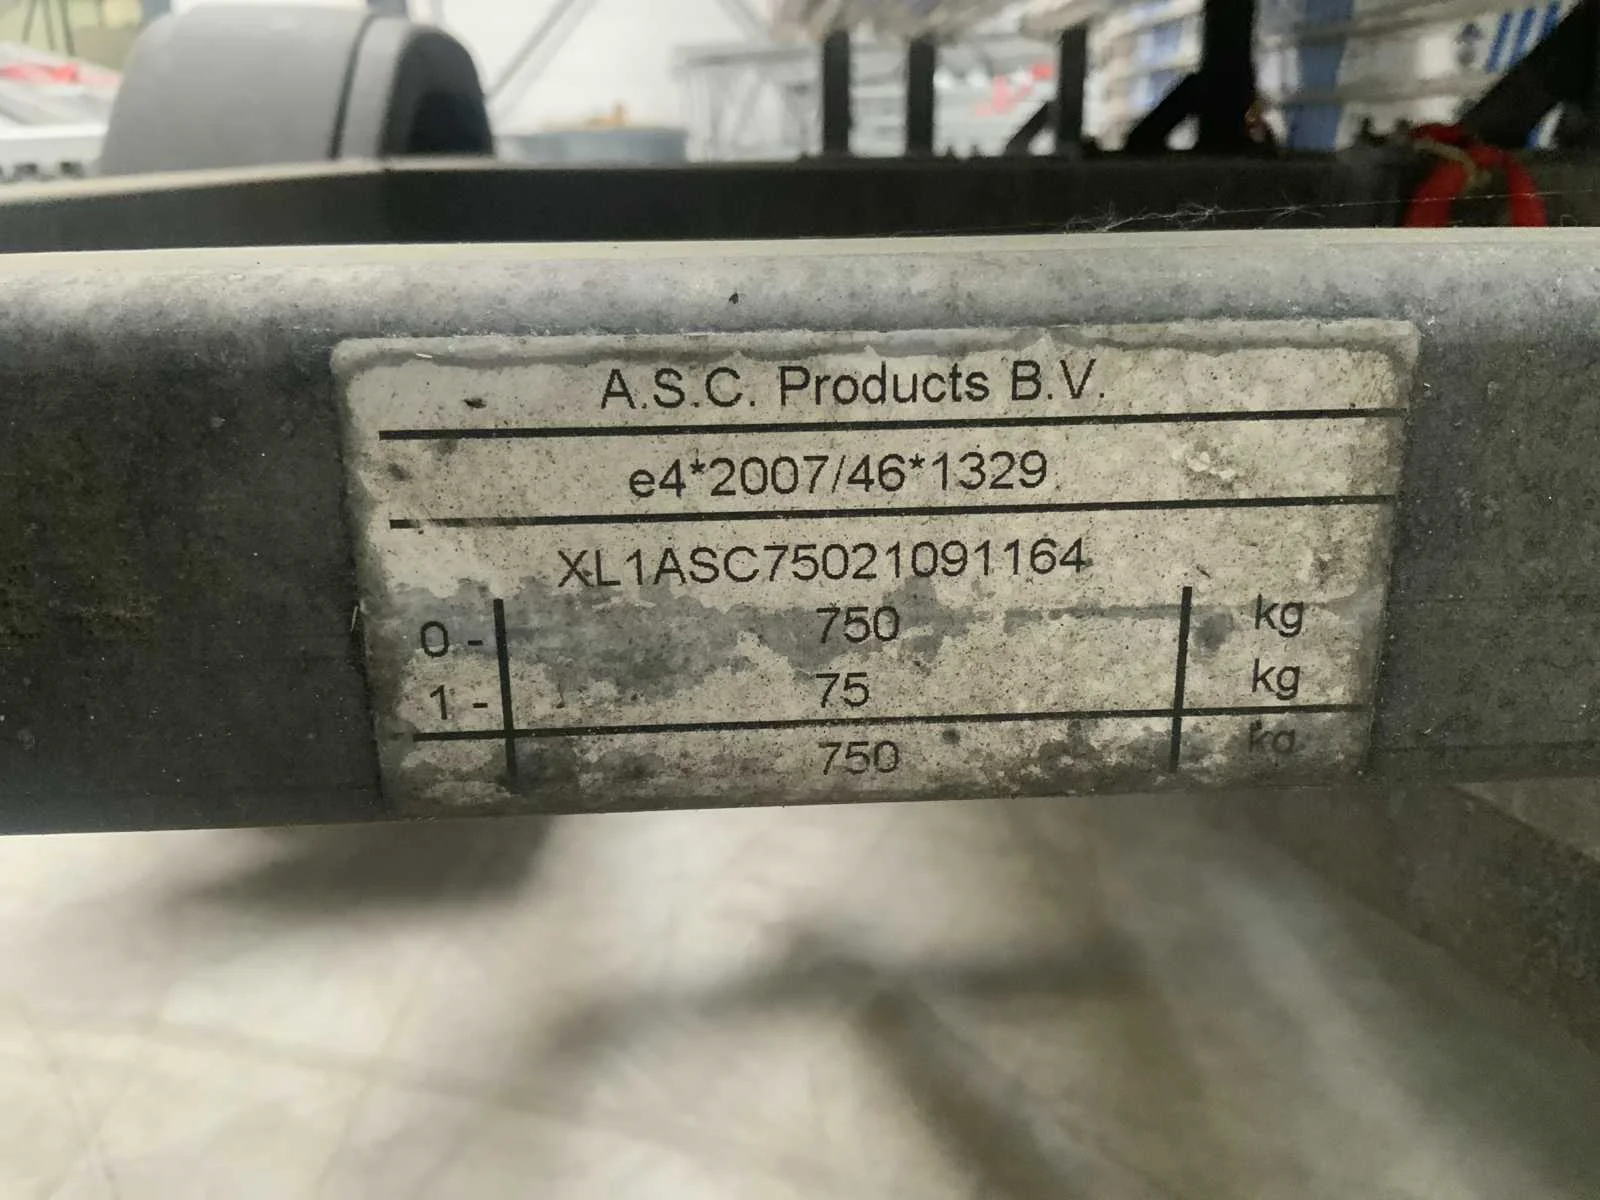 A.S.C. Products B.V.
e4*2007/46*1329
XL1ASC75021091164
0 - 750 kg
1 - 75 kg
750 kg